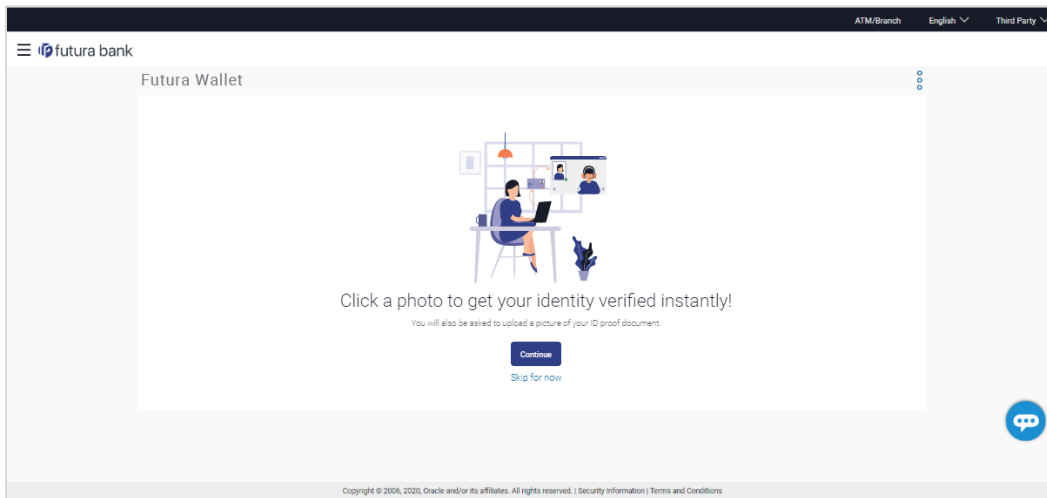 ATM/Branch English Third Party
futura bank
Futura Wallet
Click a photo to get your identity verified instantly!
You will also be asked to upload a picture of your ID proof document.
Continue
Skip for now
Copyright © 2006, 2020, Oracle and/or its affiliates. All rights reserved. | Security Information | Terms and Conditions